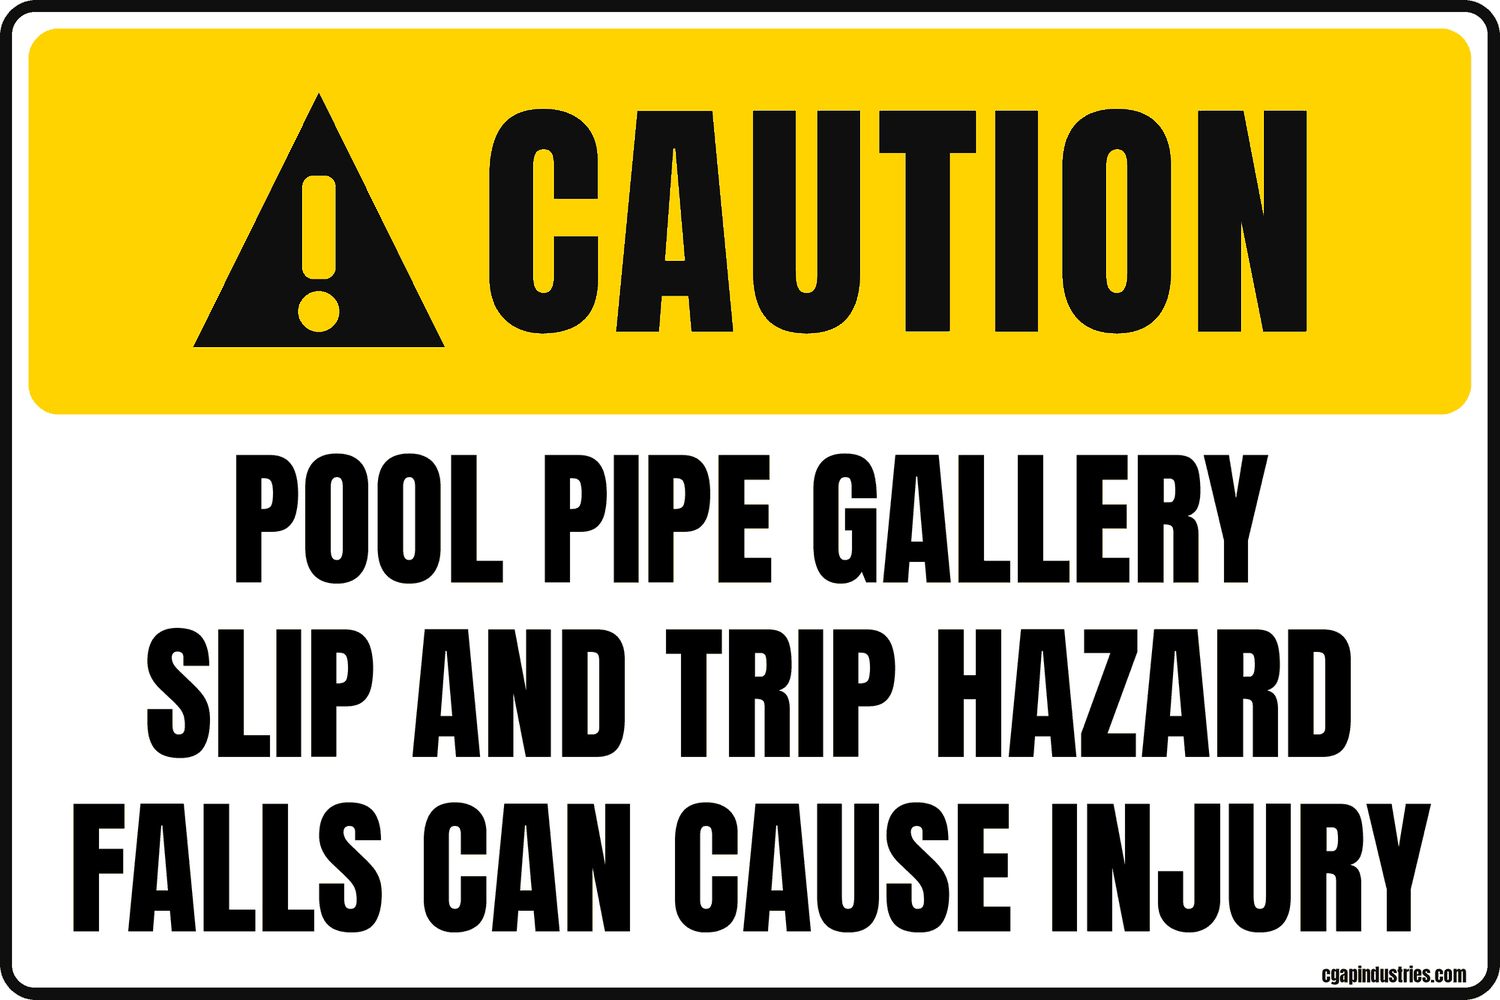 CAUTION
POOL PIPE GALLERY
SLIP AND TRIP HAZARD
FALLS CAN CAUSE INJURY
cgapindustries.com